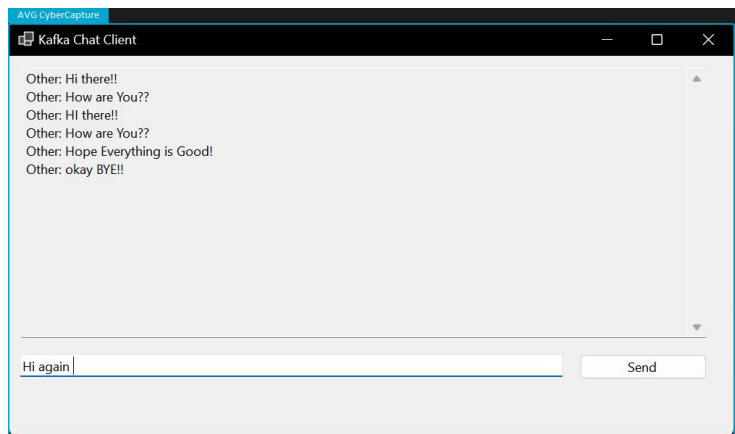 AVG CyberCapture
Kafka Chat Client
Other: Hi there!!
Other: How are You??
Other: HI there!!
Other: How are You??
Other: Hope Everything is Good!
Other: okay BYE!!
Hi again
Send